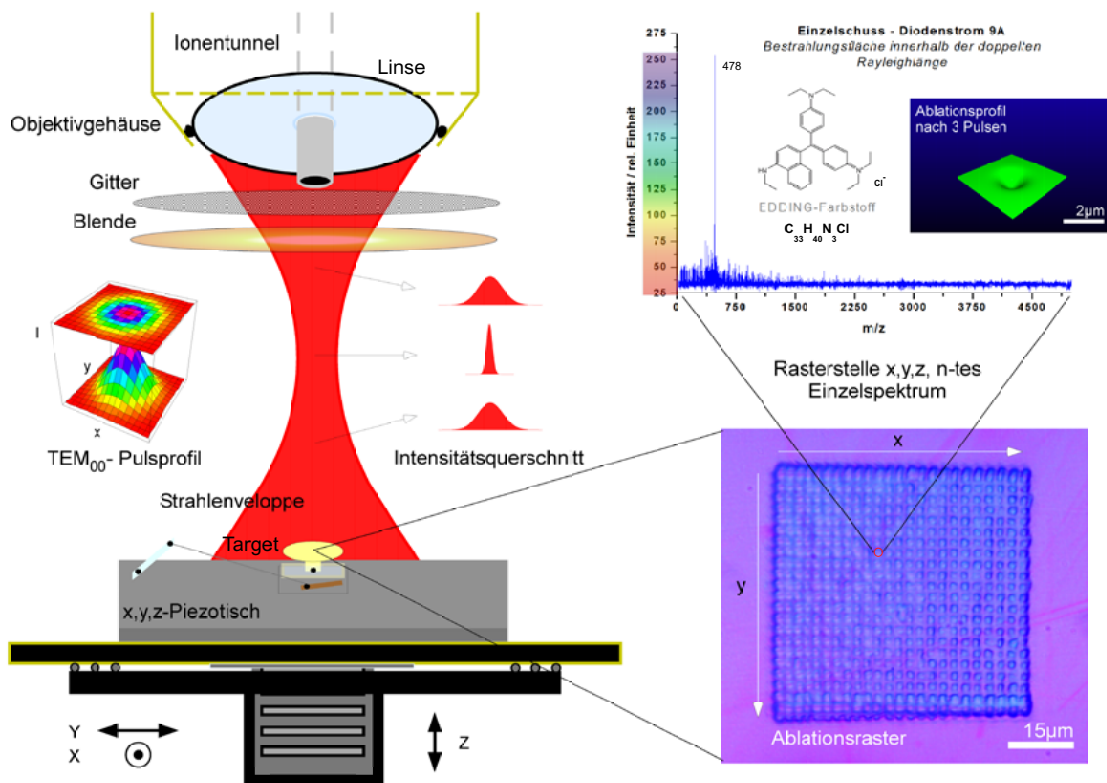 Ionentunnel
Linse
Objektivgehäuse
Gitter
Blende
I
y
x
TEM00- Pulsprofil
Intensitätsquerschnitt
Strahlenveloppe
Target
x,y,z-Piezotisch
Y
X
Z
Einzelschuss - Diodenstrom 9A
Bestrahlungsfläche innerhalb der doppelten
Rayleighänge
Intensität / rel. Einheit
275
250
225
200
175
150
125
100
75
50
25
478
N
N
HN
Cl-
EDDING-Farbstoff
C33H40N3Cl
Ablationsprofil
nach 3 Pulsen
2µm
0 750 1500 2250 3000 3750 4500
m/z
Rasterstelle x,y,z, n-tes
Einzelspektrum
x
y
Ablationsraster
15µm